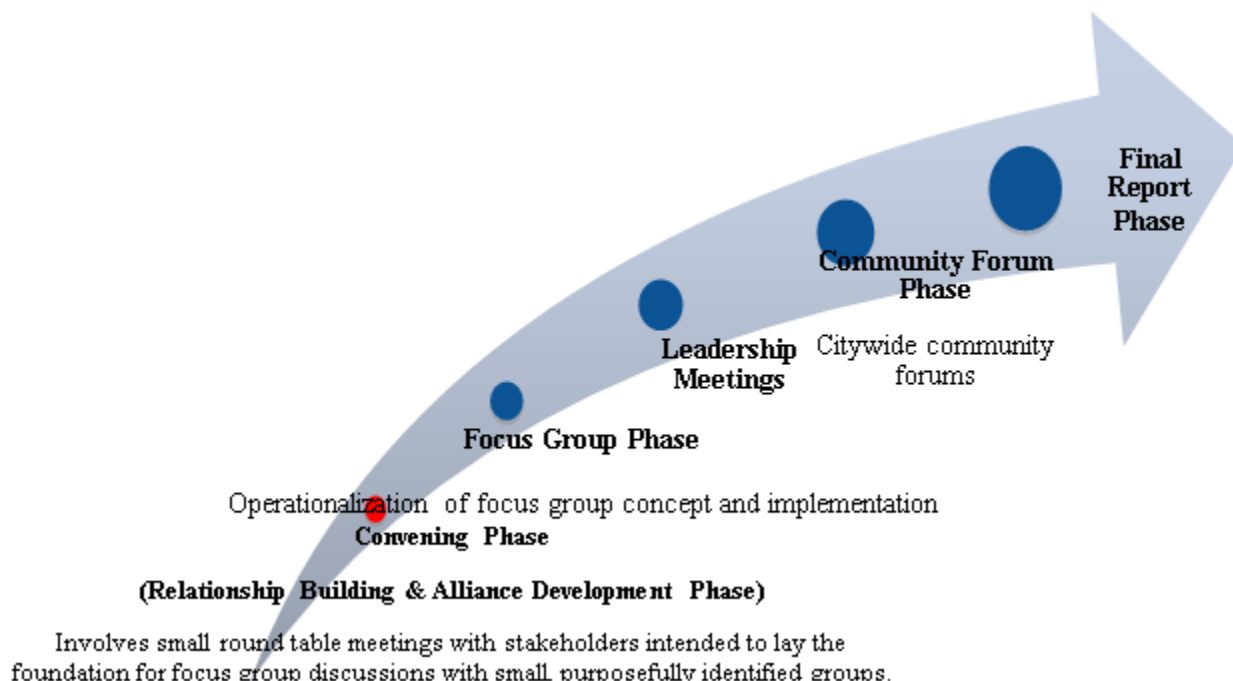 Final
Report
Phase
Community Forum
Phase
Citywide community
forums
Leadership
Meetings
Focus Group Phase
Operationalization of focus group concept and implementation
Convening Phase
(Relationship Building & Alliance Development Phase)
Involves small round table meetings with stakeholders intended to lay the
foundation for focus group discussions with small, purposefully identified groups.